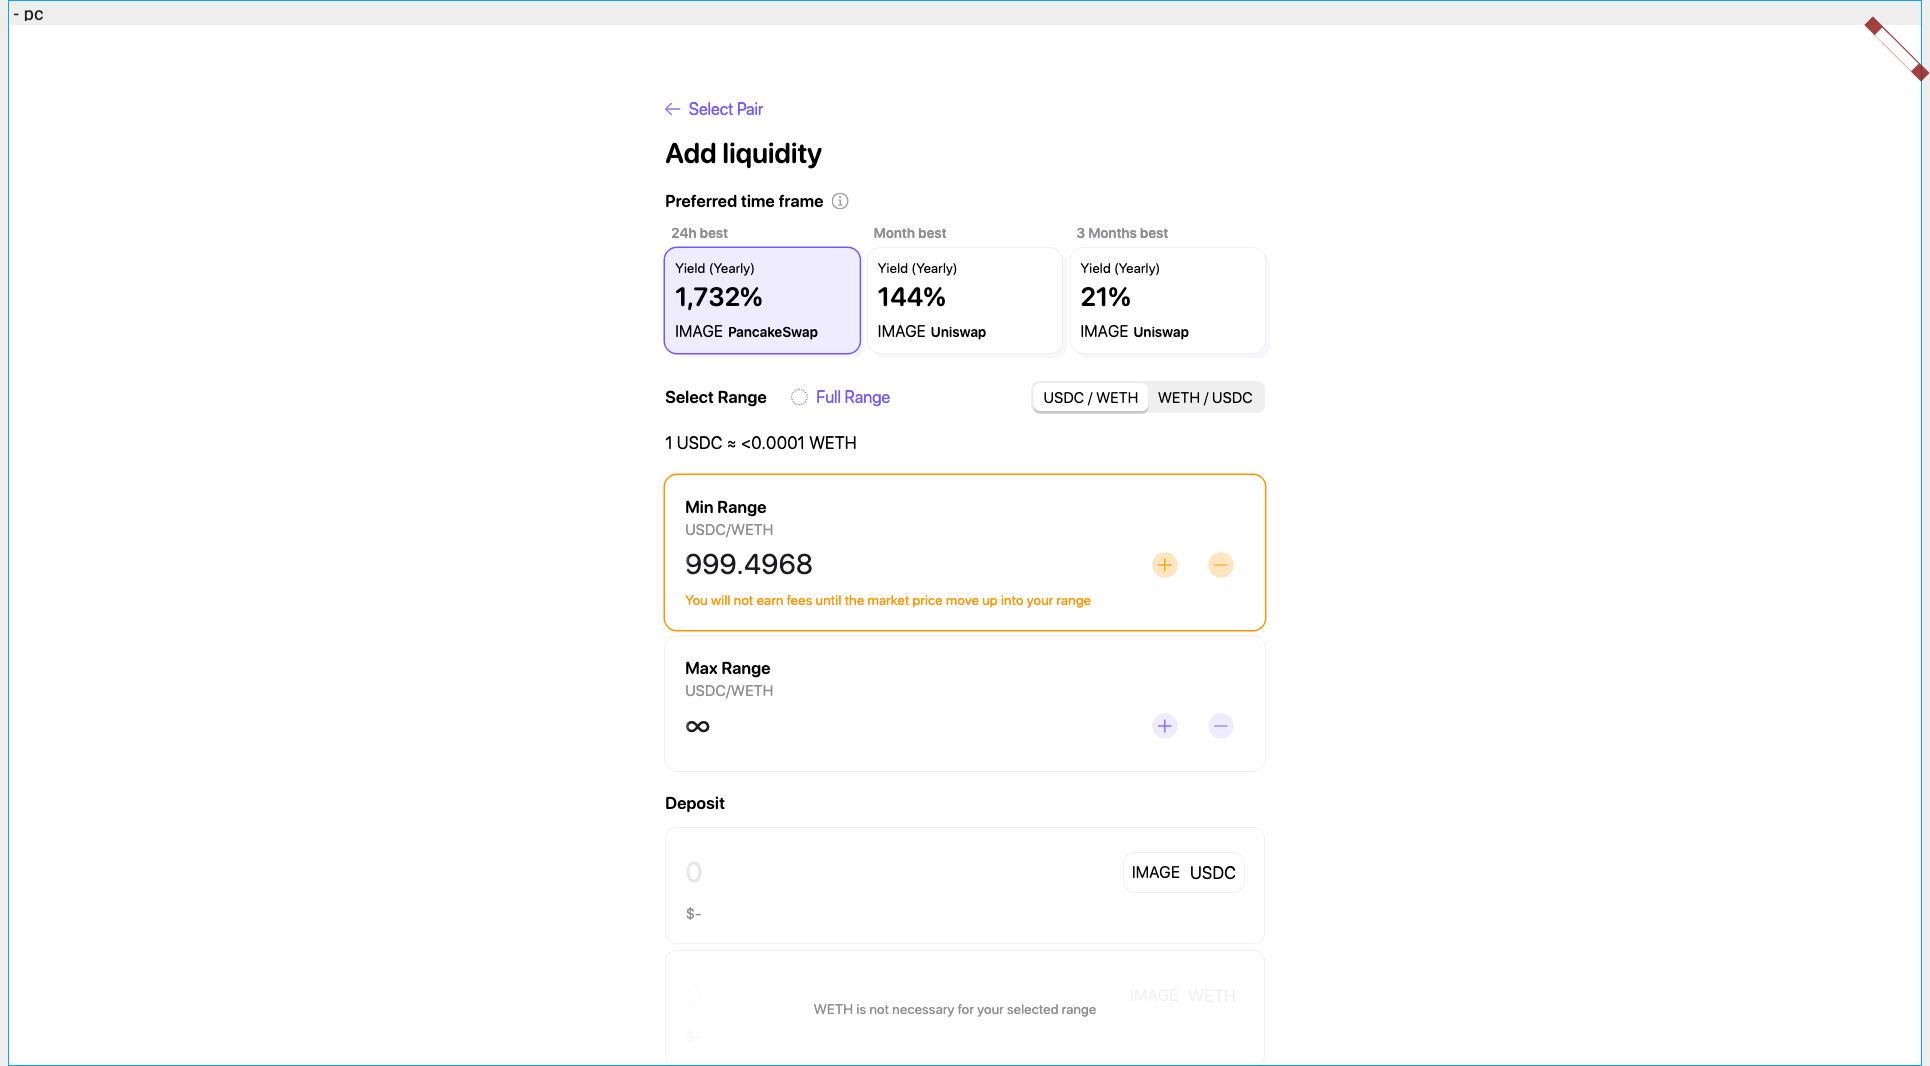 - pc
Select Pair
Add liquidity
Preferred time frame
24h best
Yield (Yearly)
1,732%
IMAGE PancakeSwap
Month best
Yield (Yearly)
144%
IMAGE Uniswap
3 Months best
Yield (Yearly)
21%
IMAGE Uniswap
Select Range
Full Range
USDC / WETH
WETH / USDC
1 USDC ≈ <0.0001 WETH
Min Range
USDC/WETH
999.4968
You will not earn fees until the market price move up into your range
Max Range
USDC/WETH
∞
Deposit
0
IMAGE USDC
$-
0
IMAGE WETH
WETH is not necessary for your selected range
$-